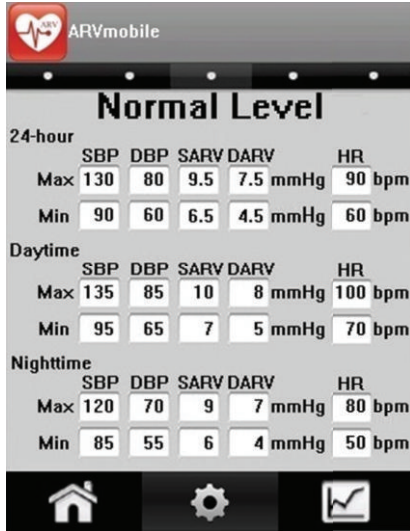 ARV
ARVmobile
Normal Level
24-hour
SBP DBP SARV DARV HR
Max 130 80 9.5 7.5 mmHg 90 bpm
Min 90 60 6.5 4.5 mmHg 60 bpm
Daytime
SBP DBP SARV DARV HR
Max 135 85 10 8 mmHg 100 bpm
Min 95 65 7 5 mmHg 70 bpm
Nighttime
SBP DBP SARV DARV HR
Max 120 70 9 7 mmHg 80 bpm
Min 85 55 6 4 mmHg 50 bpm